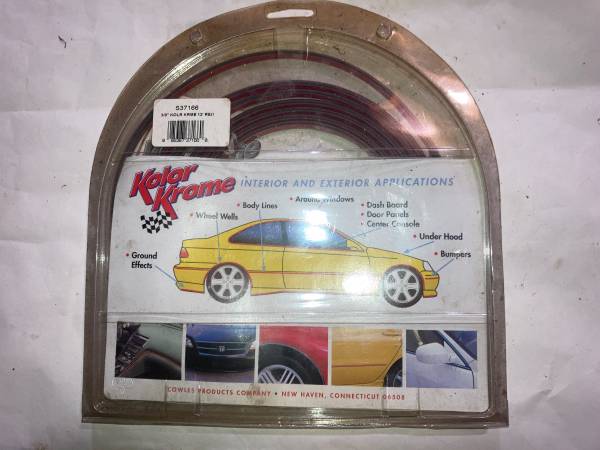 S37166
Kolor
Krome
INTERIOR AND EXTERIOR APPLICATIONS
• Around Windows
• Body Lines
• Wheel Wells
• Dash Board
• Door Panels
• Center Console
• Under Hood
• Bumpers
• Ground
Effects
COWLES PRODUCTS COMPANY • NEW HAVEN, CONNECTICUT 06508